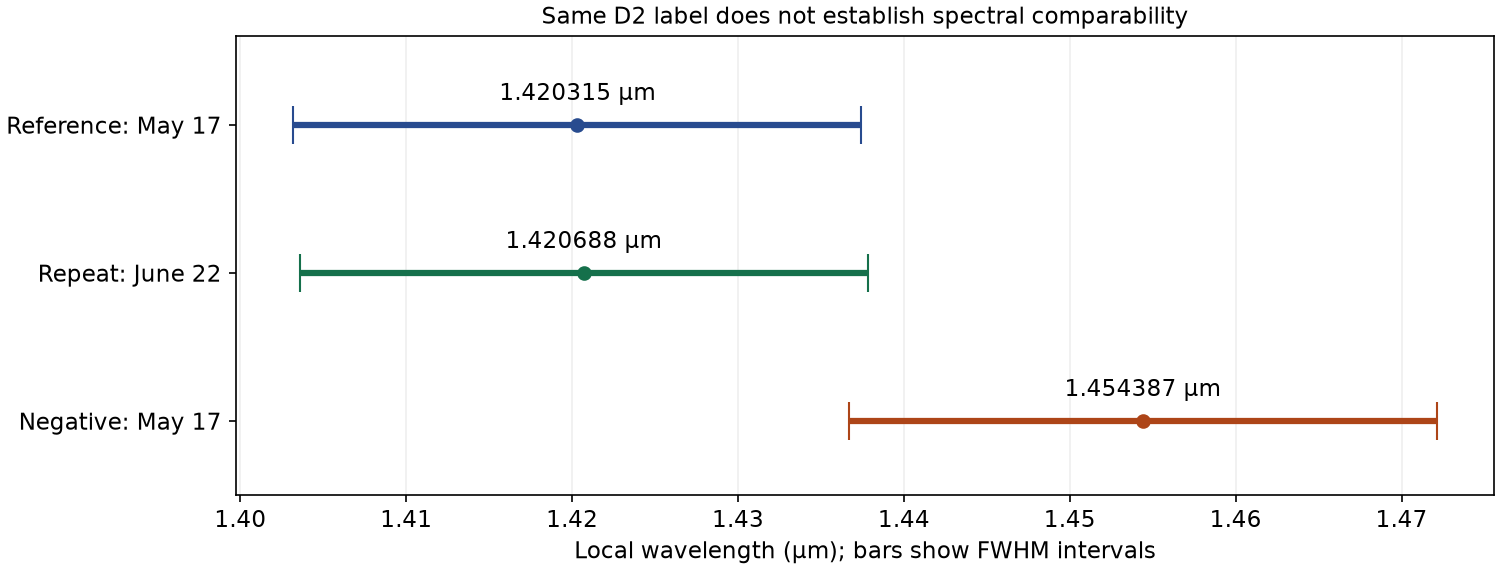 Same D2 label does not establish spectral comparability
1.420315 µm
Reference: May 17
1.420688 µm
Repeat: June 22
1.454387 µm
Negative: May 17
1.40 1.41 1.42 1.43 1.44 1.45 1.46 1.47
Local wavelength (µm); bars show FWHM intervals